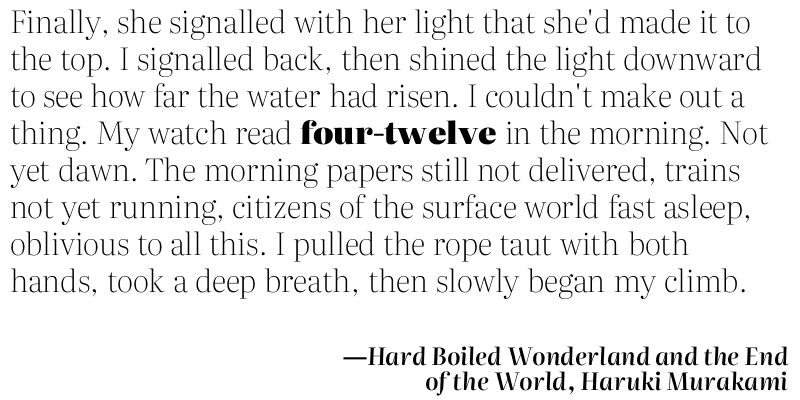 Finally, she signalled with her light that she'd made it to
the top. I signalled back, then shined the light downward
to see how far the water had risen. I couldn't make out a
thing. My watch read four-twelve in the morning. Not
yet dawn. The morning papers still not delivered, trains
not yet running, citizens of the surface world fast asleep,
oblivious to all this. I pulled the rope taut with both
hands, took a deep breath, then slowly began my climb.
—Hard Boiled Wonderland and the End
of the World, Haruki Murakami